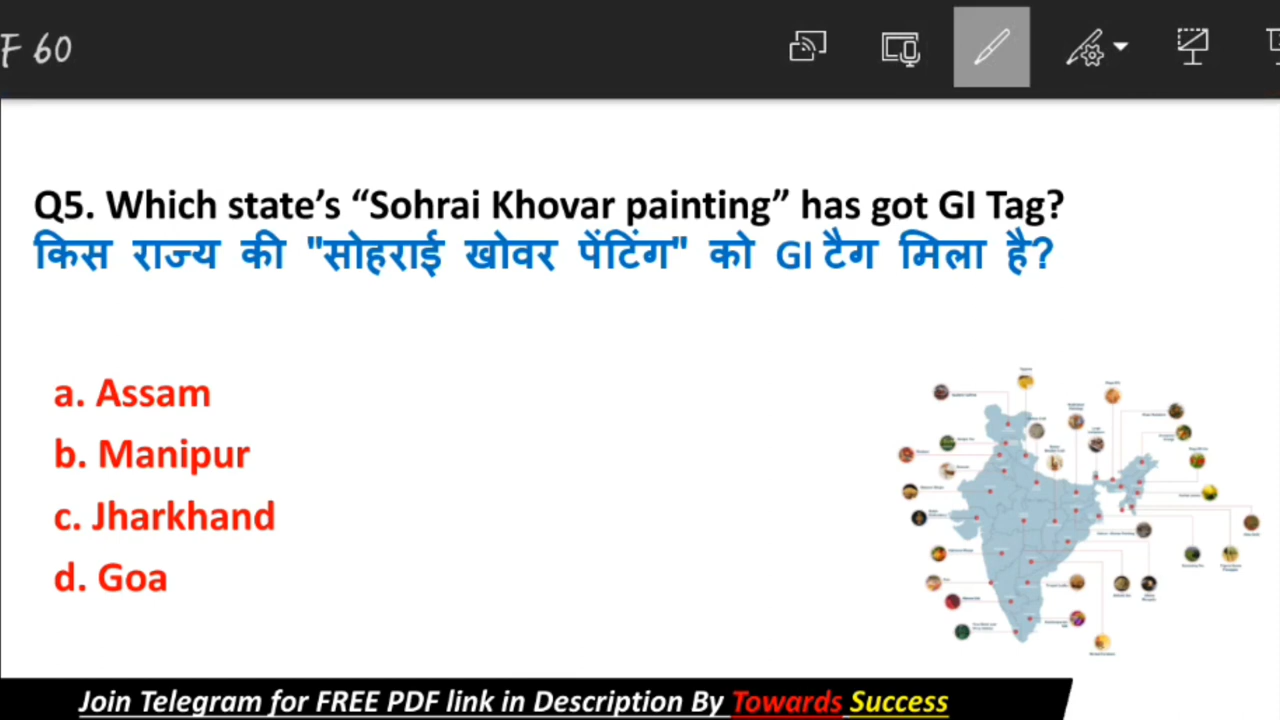 F 60
Q5. Which state’s “Sohrai Khovar painting” has got GI Tag?
किस राज्य की "सोहराई खोवर पेंटिंग" को GI टैग मिला है?
a. Assam
b. Manipur
c. Jharkhand
d. Goa
Join Telegram for FREE PDF link in Description By Towards Success